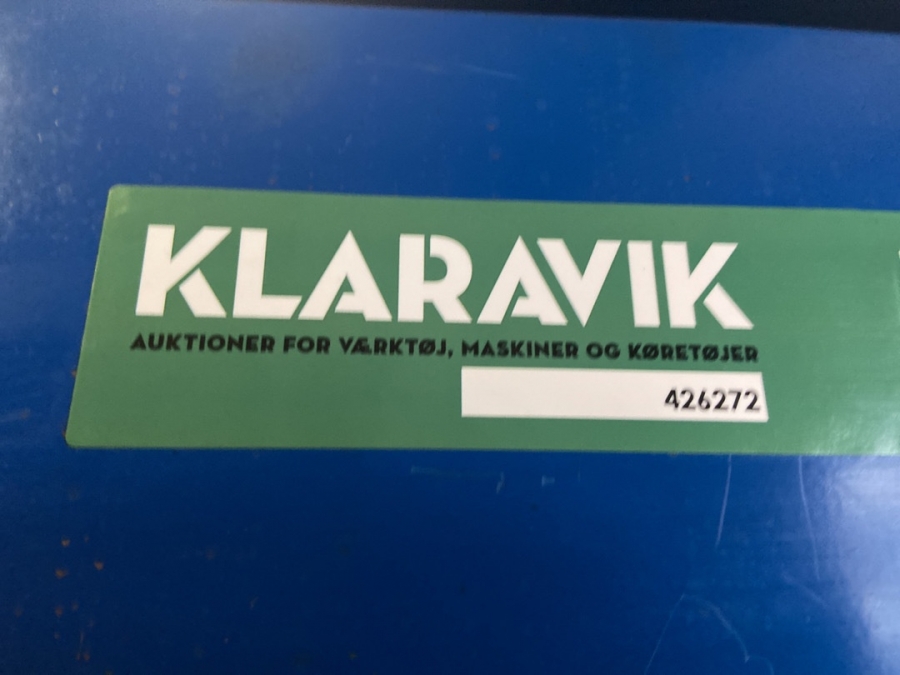 KLARAVIK
AUKTIONER FOR VÆRKTØJ, MASKINER OG KØRETØJER
426272